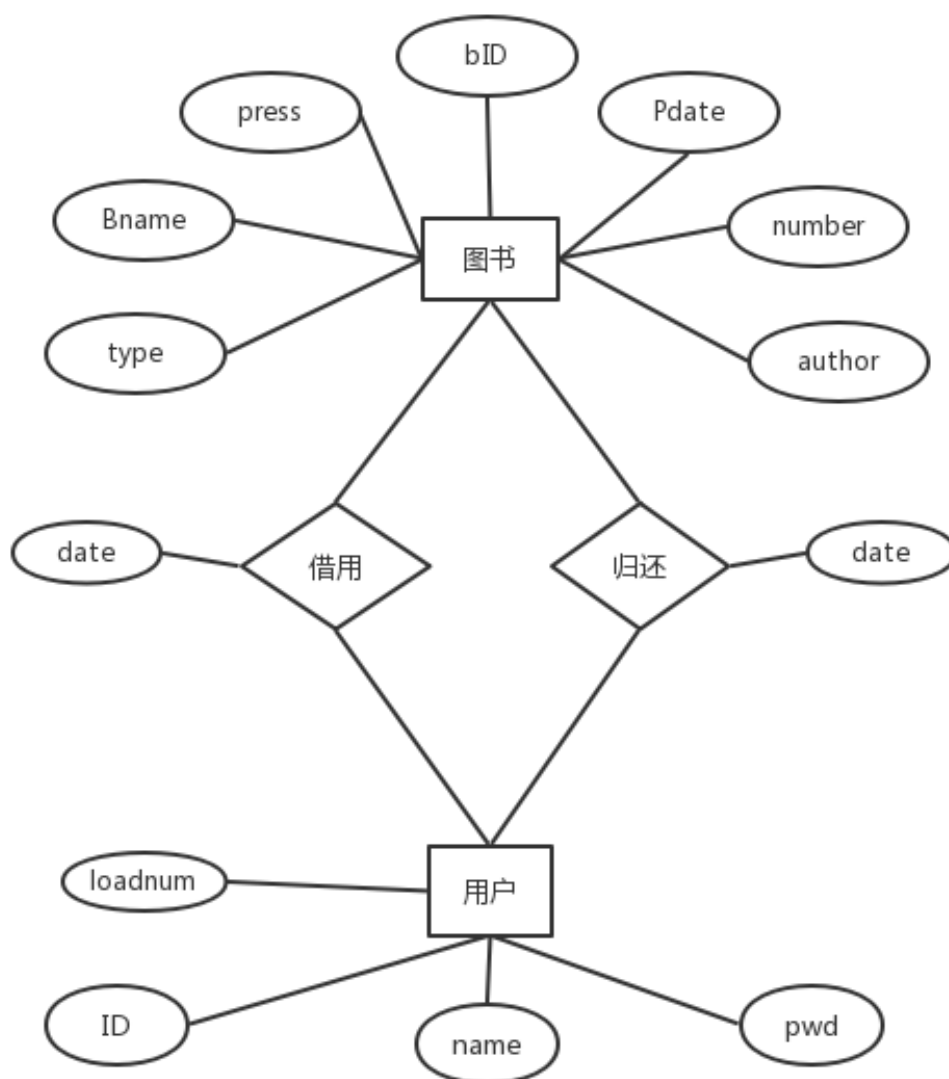 bID
press
Pdate
Bname
number
图书
type
author
date
借用
归还
date
loadnum
用户
ID
name
pwd